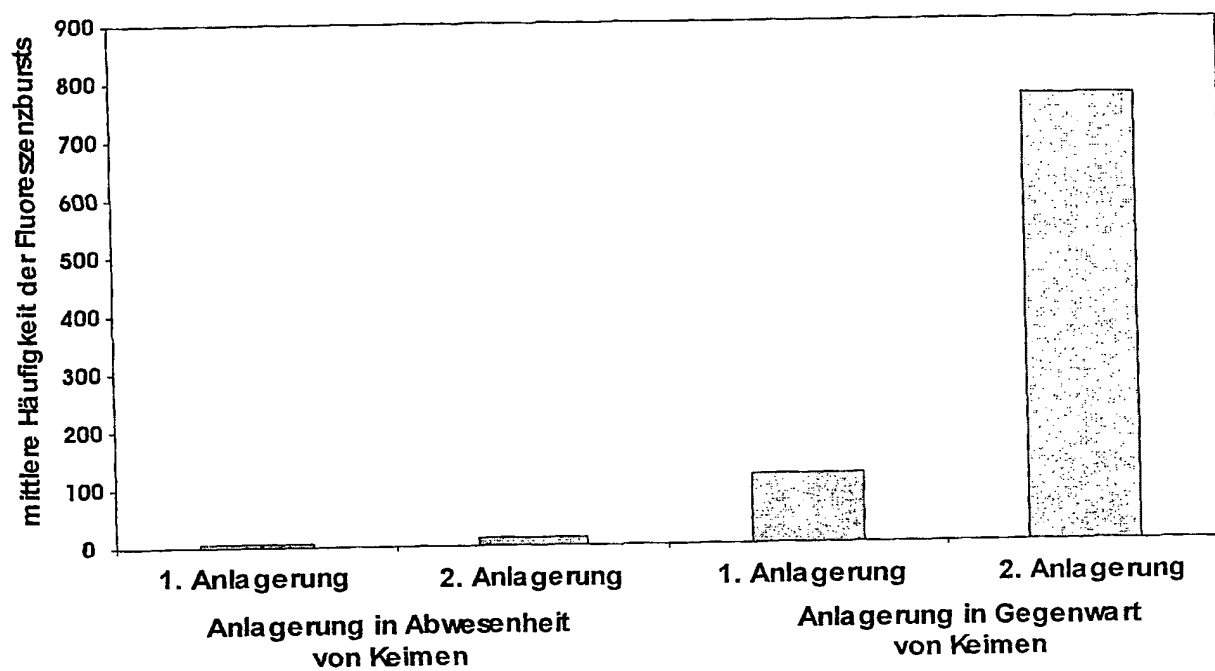 mittlere Häufigkeit der Fluoreszenzbursts
900
800
700
600
500
400
300
200
100
0
1. Anlagerung
2. Anlagerung
1. Anlagerung
2. Anlagerung
Anlagerung in Abwesenheit
von Keimen
Anlagerung in Gegenwart
von Keimen